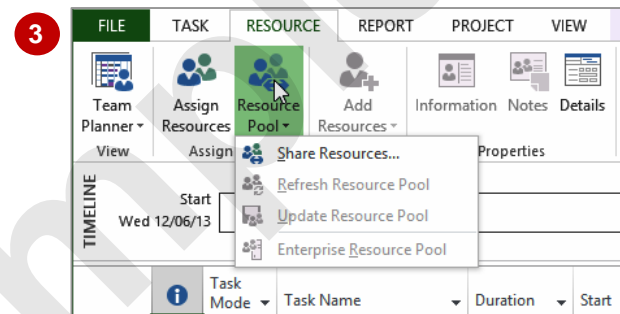 3
FILE TASK RESOURCE REPORT PROJECT VIEW
Team Planner Assign Resources Resource Pool Add Resources Information Notes Details
View Assign Properties
Share Resources...
Refresh Resource Pool
Update Resource Pool
Enterprise Resource Pool
TIMELINE
Start
Wed 12/06/13
Task Mode Task Name Duration Start